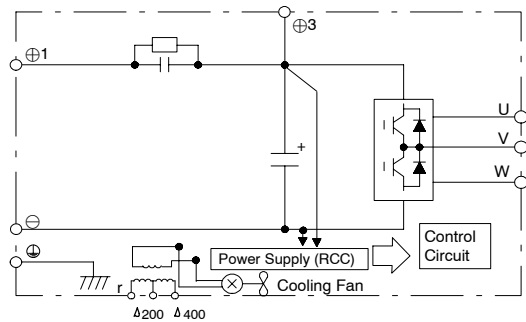 ⊕3
⊕1
+
U
V
W
⊖
Power Supply (RCC)
Control
Circuit
r
Cooling Fan
Δ200
Δ400